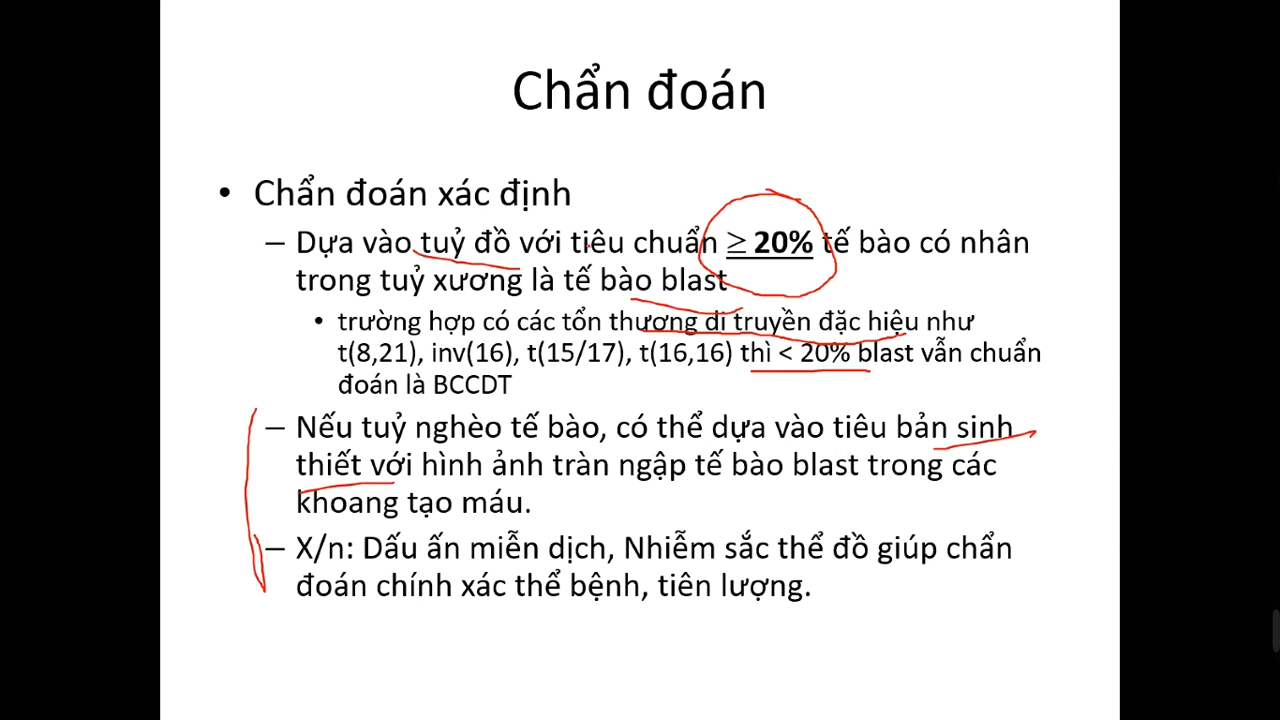 Chẩn đoán
• Chẩn đoán xác định
– Dựa vào tuỷ đồ với tiêu chuẩn ≥ 20% tế bào có nhân
trong tuỷ xương là tế bào blast
• trường hợp có các tổn thương di truyền đặc hiệu như
t(8,21), inv(16), t(15/17), t(16,16) thì < 20% blast vẫn chuẩn
đoán là BCCDT
– Nếu tuỷ nghèo tế bào, có thể dựa vào tiêu bản sinh
thiết với hình ảnh tràn ngập tế bào blast trong các
khoang tạo máu.
– X/n: Dấu ấn miễn dịch, Nhiễm sắc thể đồ giúp chẩn
đoán chính xác thể bệnh, tiên lượng.